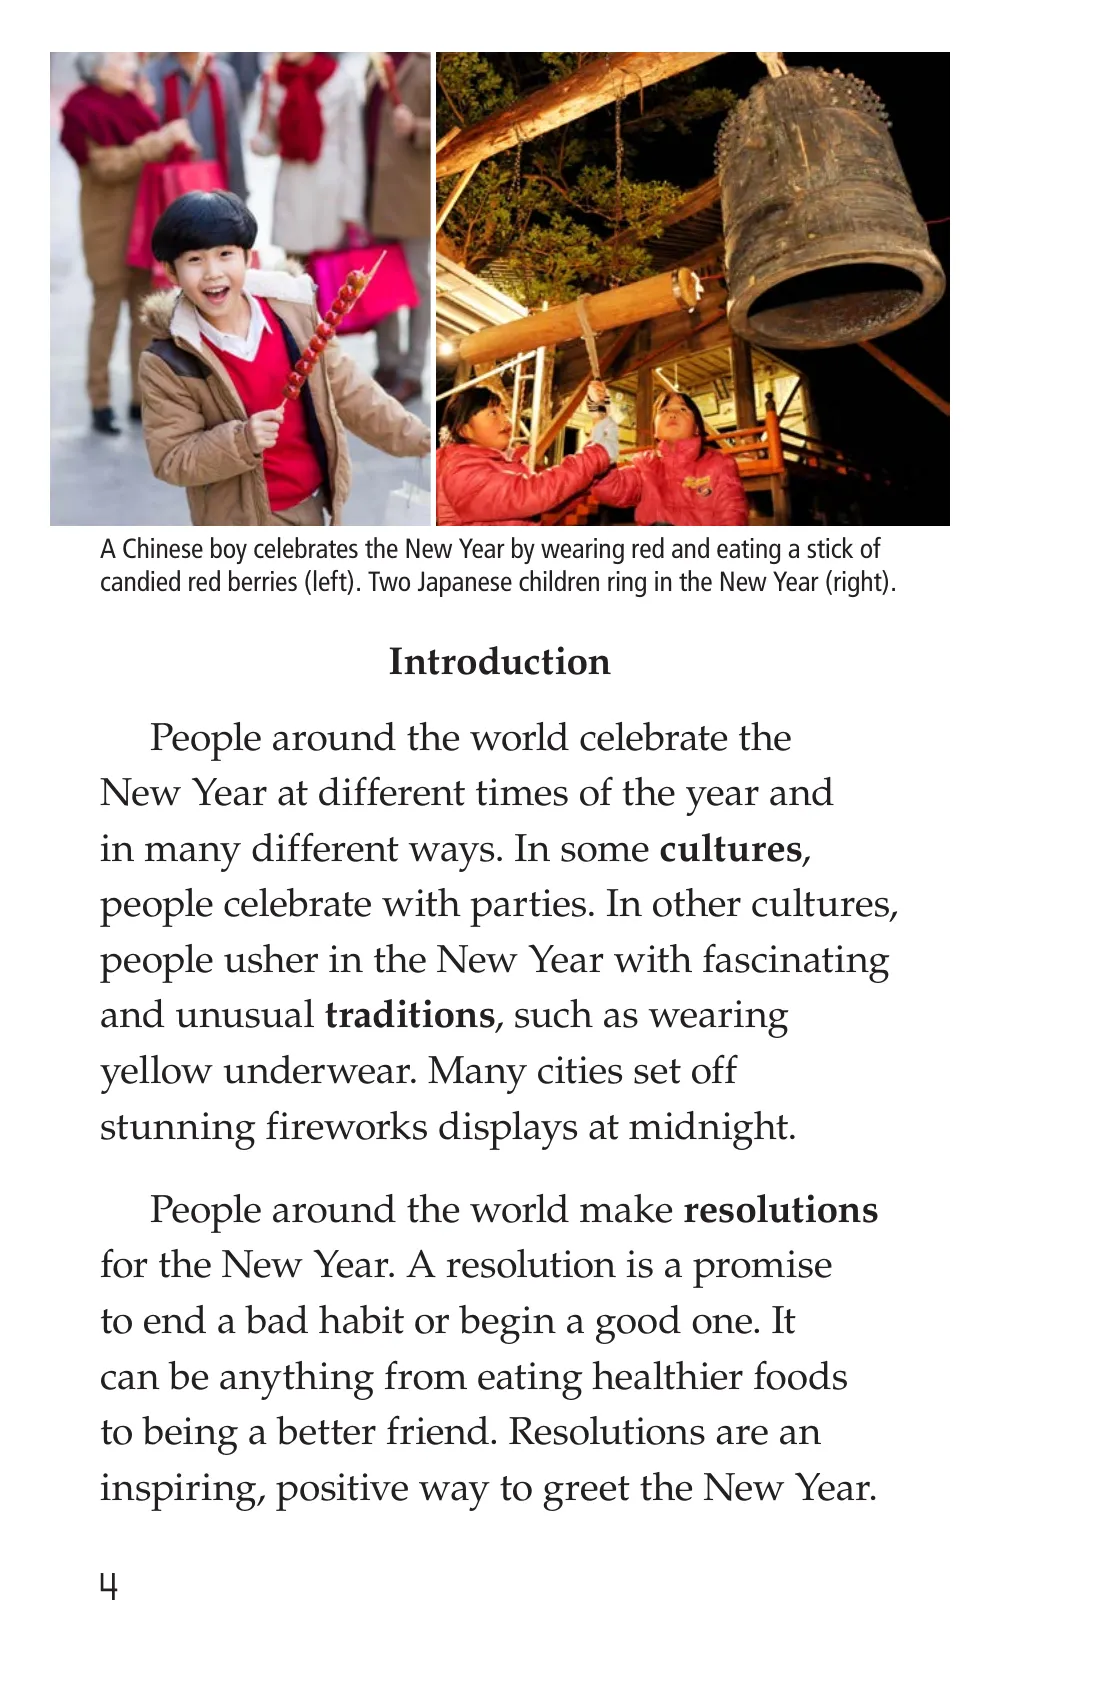 A Chinese boy celebrates the New Year by wearing red and eating a stick of
candied red berries (left). Two Japanese children ring in the New Year (right).
Introduction
People around the world celebrate the
New Year at different times of the year and
in many different ways. In some cultures,
people celebrate with parties. In other cultures,
people usher in the New Year with fascinating
and unusual traditions, such as wearing
yellow underwear. Many cities set off
stunning fireworks displays at midnight.
People around the world make resolutions
for the New Year. A resolution is a promise
to end a bad habit or begin a good one. It
can be anything from eating healthier foods
to being a better friend. Resolutions are an
inspiring, positive way to greet the New Year.
4